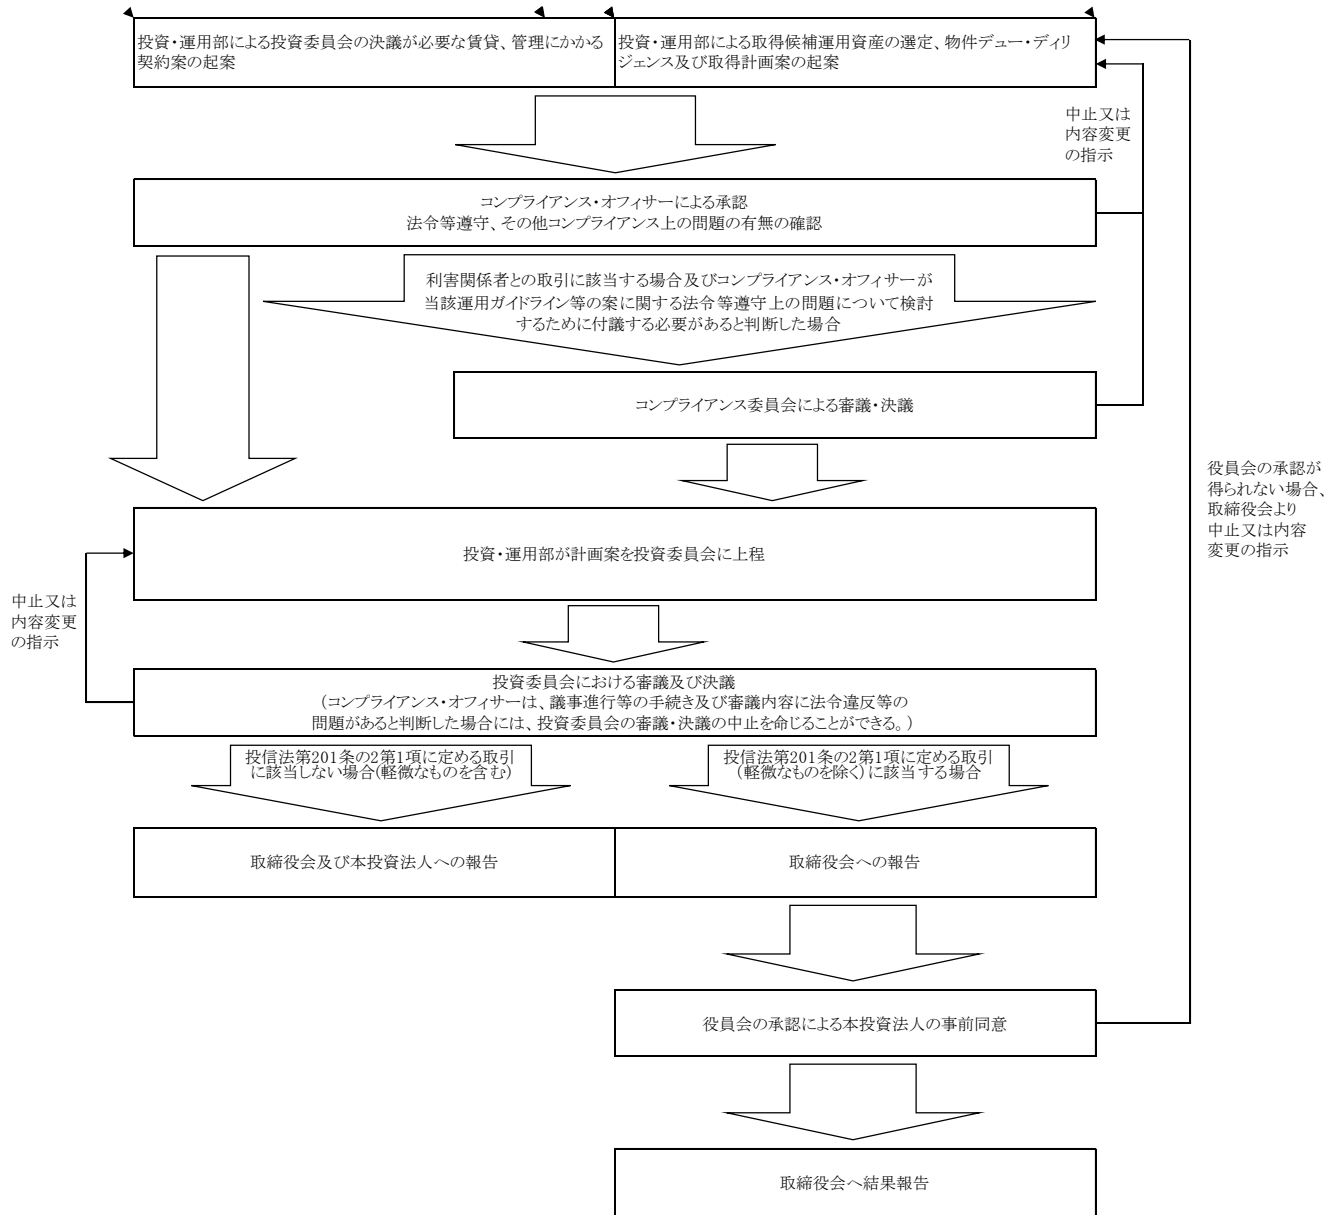 投資・運用部による投資委員会の決議が必要な賃貸、管理にかかる
契約案の起案
投資・運用部による取得候補運用資産の選定、物件デュー・ディリ
ジェンス及び取得計画案の起案
中止又は
内容変更
の指示
コンプライアンス・オフィサーによる承認
法令等遵守、その他コンプライアンス上の問題の有無の確認
利害関係者との取引に該当する場合及びコンプライアンス・オフィサーが
当該運用ガイドライン等の案に関する法令等遵守上の問題について検討
するために付議する必要があると判断した場合
コンプライアンス委員会による審議・決議
役員会の承認が
得られない場合、
取締役会より
中止又は内容
変更の指示
投資・運用部が計画案を投資委員会に上程
中止又は
内容変更
の指示
投資委員会における審議及び決議
(コンプライアンス・オフィサーは、議事進行等の手続き及び審議内容に法令違反等の
問題があると判断した場合には、投資委員会の審議・決議の中止を命じることができる。)
投信法第201条の2第1項に定める取引
に該当しない場合(軽微なものを含む)
投信法第201条の2第1項に定める取引
(軽微なものを除く)に該当する場合
取締役会及び本投資法人への報告
取締役会への報告
役員会の承認による本投資法人の事前同意
取締役会へ結果報告